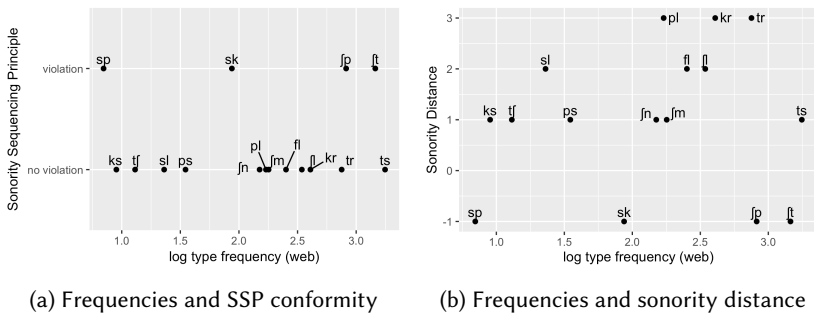 Sonority Sequencing Principle
violation
no violation
sp
sk
ʃp
ʃt
ks
tʃ
sl
ps
ʃn
pl
ʃm
fl
ʃl
kr
tr
ts
1.0 1.5 2.0 2.5 3.0
log type frequency (web)
(a) Frequencies and SSP conformity
Sonority Distance
3
2
1
0
-1
pl
kr
tr
sl
fl
ʃl
ks
tʃ
ps
ʃn
ʃm
ts
sp
sk
ʃp
ʃt
1.0 1.5 2.0 2.5 3.0
log type frequency (web)
(b) Frequencies and sonority distance